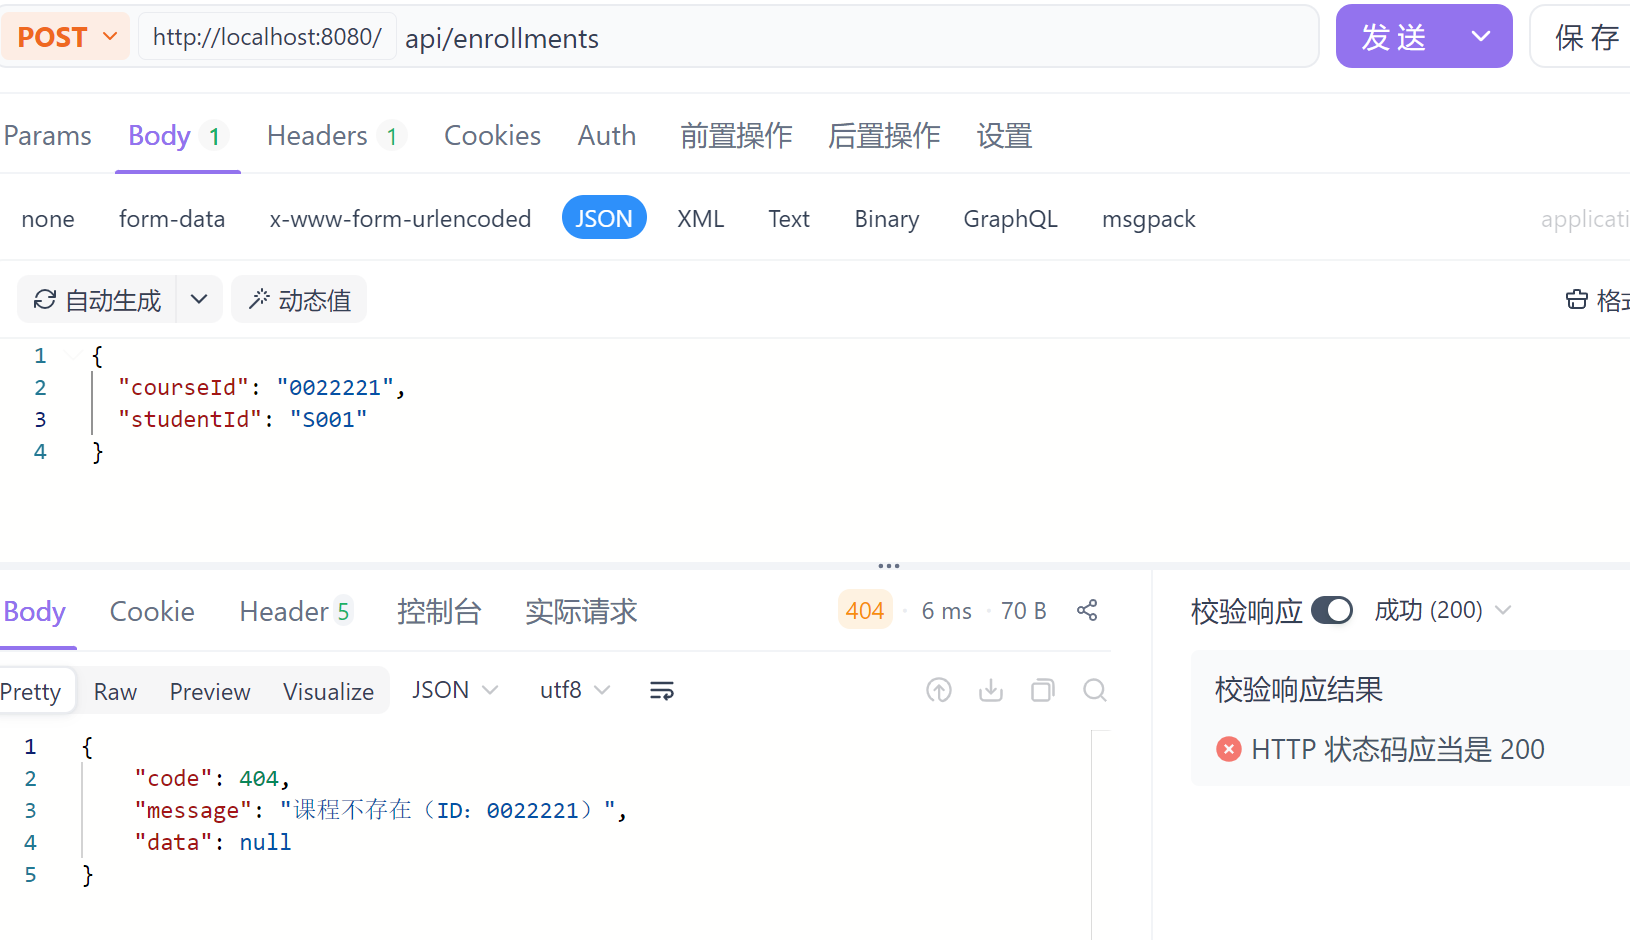 POST http://localhost:8080/ api/enrollments 发 送 保 存
Params Body 1 Headers 1 Cookies Auth 前置操作 后置操作 设置
none form-data x-www-form-urlencoded JSON XML Text Binary GraphQL msgpack applicati
自动生成 动态值 格式
1 {
2 "courseId": "0022221",
3 "studentId": "S001"
4 }
Body Cookie Header 5 控制台 实际请求 404 · 6 ms · 70 B 校验响应 成功 (200)
Pretty Raw Preview Visualize JSON utf8 校验响应结果
HTTP 状态码应当是 200
1 {
2 "code": 404,
3 "message": "课程不存在（ID：0022221）",
4 "data": null
5 }